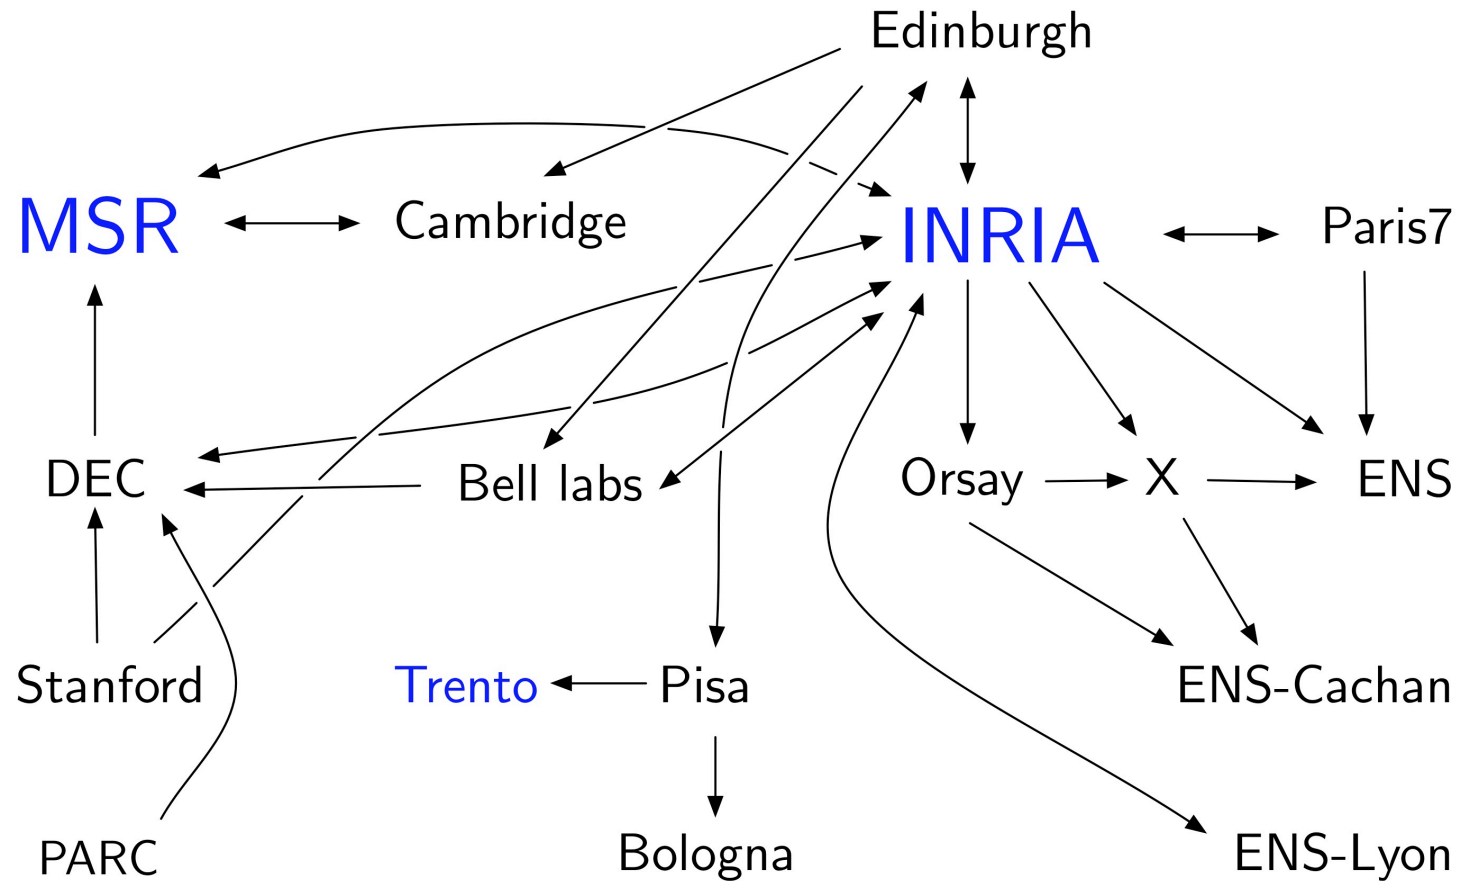 Edinburgh
MSR
Cambridge
INRIA
Paris7
DEC
Bell labs
Orsay
X
ENS
Stanford
Trento
Pisa
ENS-Cachan
PARC
Bologna
ENS-Lyon